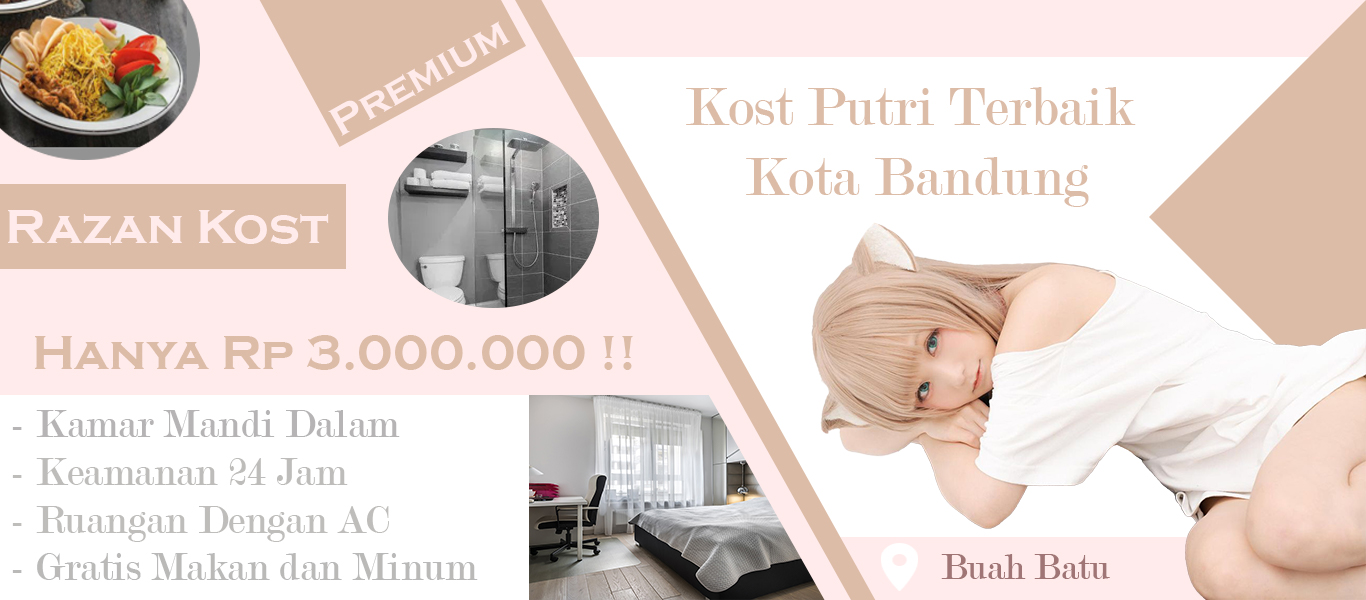 PREMIUM
RAZAN KOST
HANYA RP 3.000.000 !!
- Kamar Mandi Dalam
- Keamanan 24 Jam
- Ruangan Dengan AC
- Gratis Makan dan Minum
Kost Putri Terbaik
Kota Bandung
Buah Batu